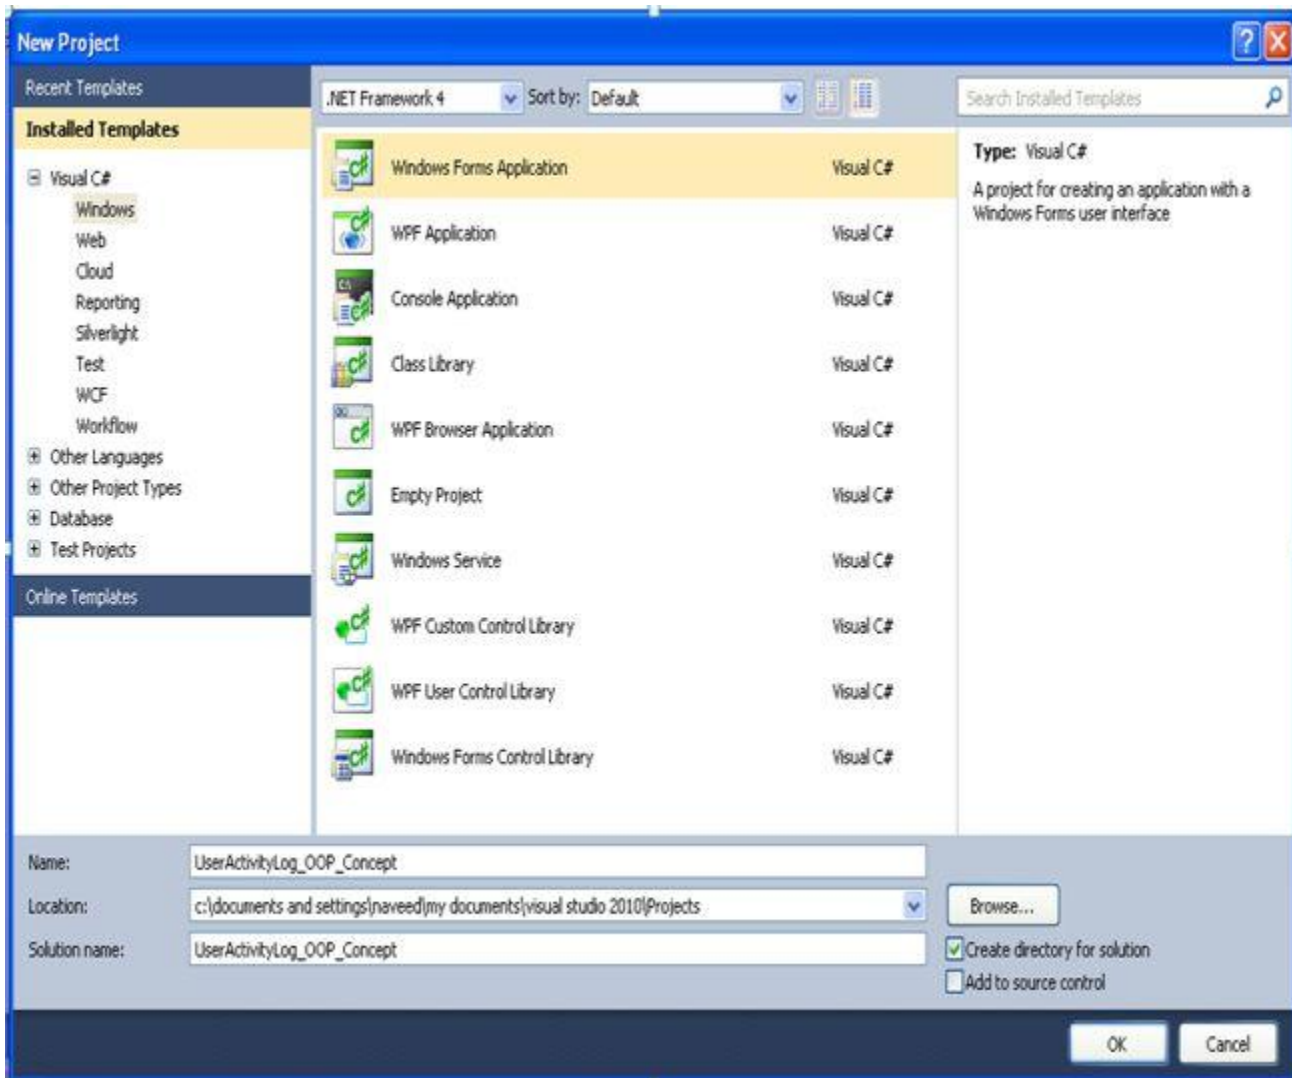 New Project
Recent Templates
Installed Templates
Visual C#
Windows
Web
Cloud
Reporting
Silverlight
Test
WCF
Workflow
Other Languages
Other Project Types
Database
Test Projects
Online Templates
.NET Framework 4
Sort by: Default
Windows Forms Application Visual C#
WPF Application Visual C#
Console Application Visual C#
Class Library Visual C#
WPF Browser Application Visual C#
Empty Project Visual C#
Windows Service Visual C#
WPF Custom Control Library Visual C#
WPF User Control Library Visual C#
Windows Forms Control Library Visual C#
Search Installed Templates
Type: Visual C#
A project for creating an application with a
Windows Forms user interface
Name: UserActivityLog_OOP_Concept
Location: c:\documents and settings\naveed\my documents\visual studio 2010\Projects
Browse...
Solution name: UserActivityLog_OOP_Concept
Create directory for solution
Add to source control
OK Cancel